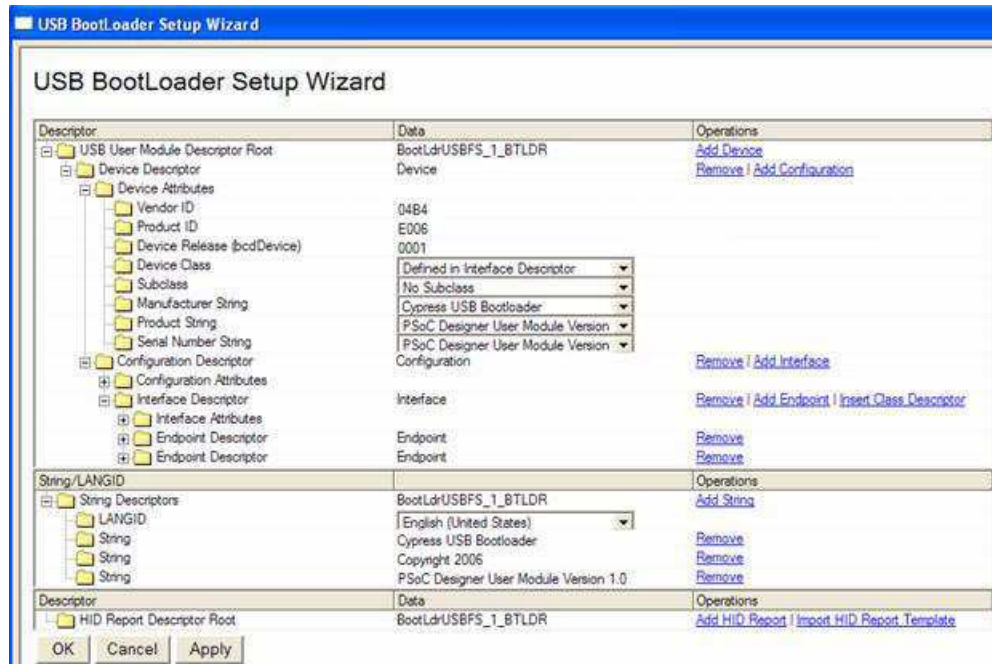 USB BootLoader Setup Wizard
USB BootLoader Setup Wizard
Descriptor Data Operations
USB User Module Descriptor Root BootLdrUSBFS_1_BTLDR Add Device
Device Descriptor Device Remove | Add Configuration
Device Attributes
Vendor ID 04B4
Product ID E006
Device Release (bcdDevice) 0001
Device Class Defined in Interface Descriptor
Subclass No Subclass
Manufacturer String Cypress USB Bootloader
Product String PSoC Designer User Module Version
Serial Number String PSoC Designer User Module Version
Configuration Descriptor Configuration Remove | Add Interface
Configuration Attributes
Interface Descriptor Interface Remove | Add Endpoint | Insert Class Descriptor
Interface Attributes
Endpoint Descriptor Endpoint Remove
Endpoint Descriptor Endpoint Remove
String/LANGID Operations
String Descriptors BootLdrUSBFS_1_BTLDR Add String
LANGID English (United States)
String Cypress USB Bootloader Remove
String Copyright 2006 Remove
String PSoC Designer User Module Version 1.0 Remove
Descriptor Data Operations
HID Report Descriptor Root BootLdrUSBFS_1_BTLDR Add HID Report | Import HID Report Template
OK Cancel Apply